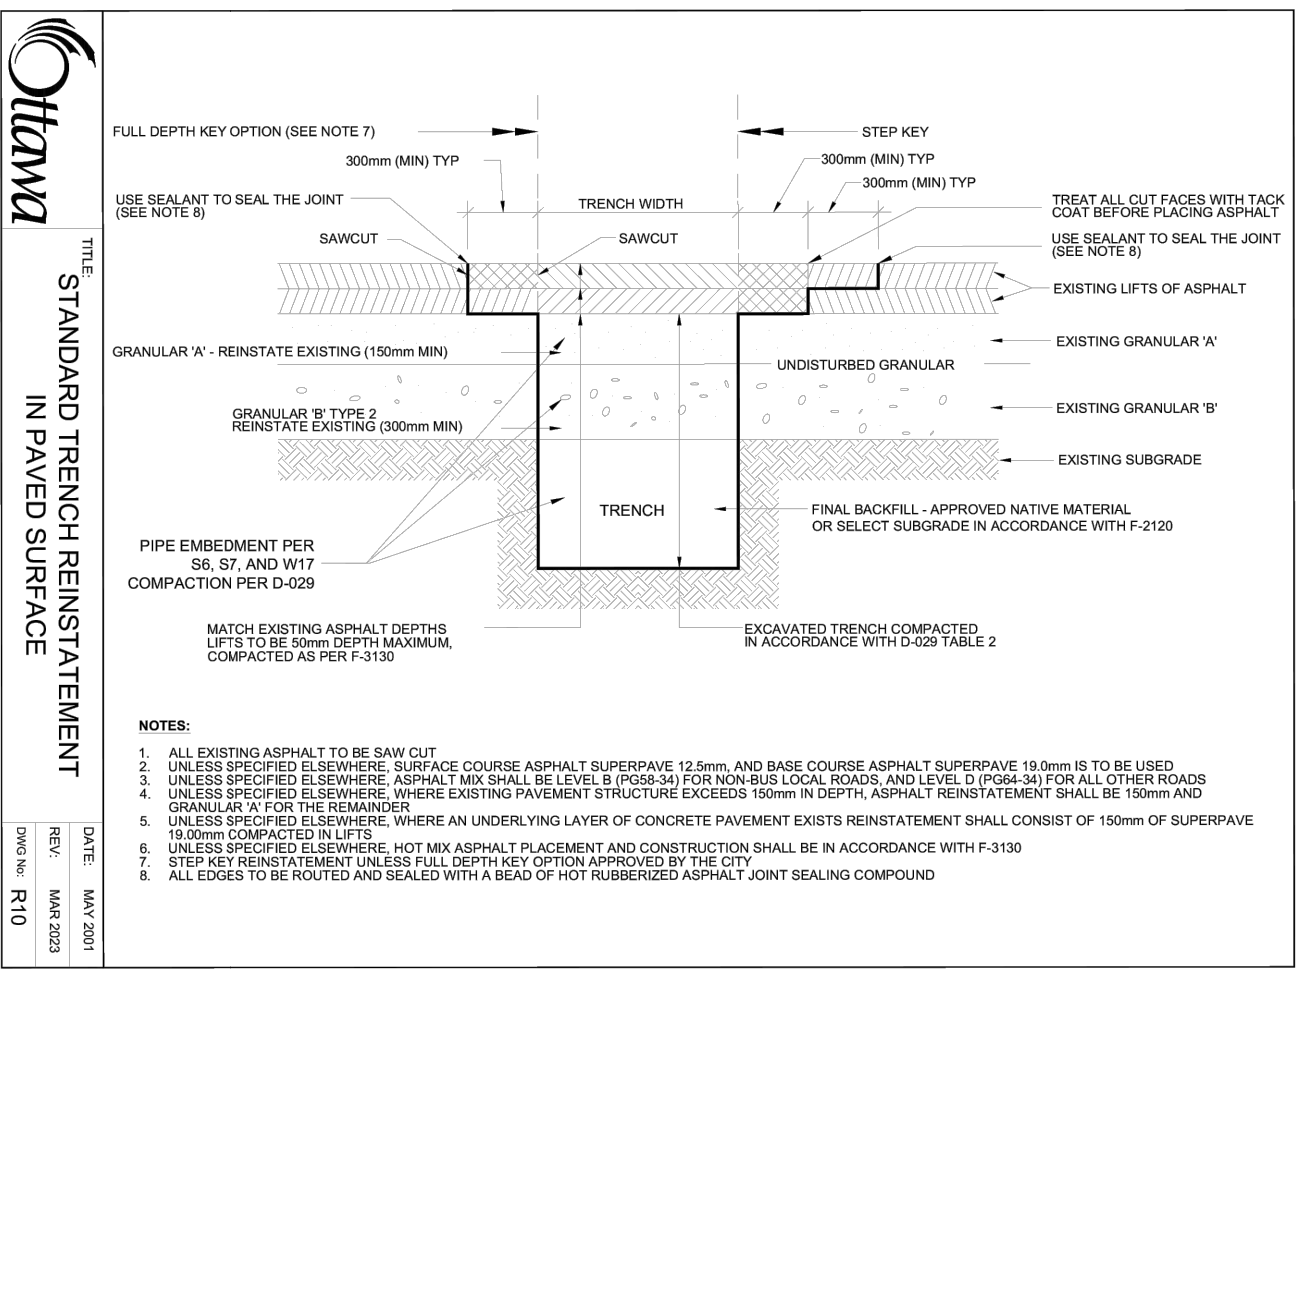 Ottawa
TITLE:
STANDARD TRENCH REINSTATEMENT
IN PAVED SURFACE
DATE: MAY 2001
REV: MAR 2023
DWG No: R10
FULL DEPTH KEY OPTION (SEE NOTE 7)
STEP KEY
300mm (MIN) TYP
300mm (MIN) TYP
300mm (MIN) TYP
USE SEALANT TO SEAL THE JOINT
(SEE NOTE 8)
TRENCH WIDTH
TREAT ALL CUT FACES WITH TACK
COAT BEFORE PLACING ASPHALT
SAWCUT
SAWCUT
USE SEALANT TO SEAL THE JOINT
(SEE NOTE 8)
EXISTING LIFTS OF ASPHALT
GRANULAR 'A' - REINSTATE EXISTING (150mm MIN)
EXISTING GRANULAR 'A'
UNDISTURBED GRANULAR
GRANULAR 'B' TYPE 2
REINSTATE EXISTING (300mm MIN)
EXISTING GRANULAR 'B'
EXISTING SUBGRADE
TRENCH
FINAL BACKFILL - APPROVED NATIVE MATERIAL
OR SELECT SUBGRADE IN ACCORDANCE WITH F-2120
PIPE EMBEDMENT PER
S6, S7, AND W17
COMPACTION PER D-029
MATCH EXISTING ASPHALT DEPTHS
LIFTS TO BE 50mm DEPTH MAXIMUM,
COMPACTED AS PER F-3130
EXCAVATED TRENCH COMPACTED
IN ACCORDANCE WITH D-029 TABLE 2
NOTES:
1. ALL EXISTING ASPHALT TO BE SAW CUT
2. UNLESS SPECIFIED ELSEWHERE, SURFACE COURSE ASPHALT SUPERPAVE 12.5mm, AND BASE COURSE ASPHALT SUPERPAVE 19.0mm IS TO BE USED
3. UNLESS SPECIFIED ELSEWHERE, ASPHALT MIX SHALL BE LEVEL B (PG58-34) FOR NON-BUS LOCAL ROADS, AND LEVEL D (PG64-34) FOR ALL OTHER ROADS
4. UNLESS SPECIFIED ELSEWHERE, WHERE EXISTING PAVEMENT STRUCTURE EXCEEDS 150mm IN DEPTH, ASPHALT REINSTATEMENT SHALL BE 150mm AND
GRANULAR 'A' FOR THE REMAINDER
5. UNLESS SPECIFIED ELSEWHERE, WHERE AN UNDERLYING LAYER OF CONCRETE PAVEMENT EXISTS REINSTATEMENT SHALL CONSIST OF 150mm OF SUPERPAVE
19.00mm COMPACTED IN LIFTS
6. UNLESS SPECIFIED ELSEWHERE, HOT MIX ASPHALT PLACEMENT AND CONSTRUCTION SHALL BE IN ACCORDANCE WITH F-3130
7. STEP KEY REINSTATEMENT UNLESS FULL DEPTH KEY OPTION APPROVED BY THE CITY
8. ALL EDGES TO BE ROUTED AND SEALED WITH A BEAD OF HOT RUBBERIZED ASPHALT JOINT SEALING COMPOUND